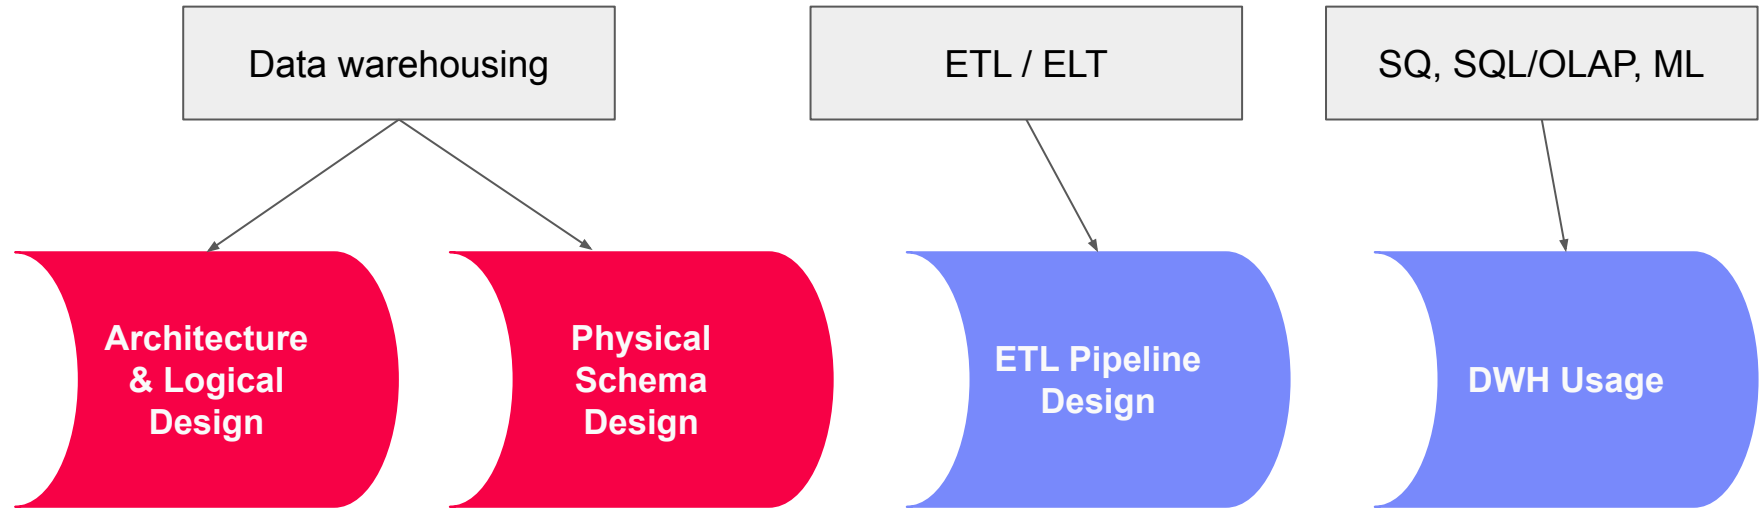 Data warehousing
ETL / ELT
SQ, SQL/OLAP, ML
Architecture
& Logical
Design
Physical
Schema
Design
ETL Pipeline
Design
DWH Usage